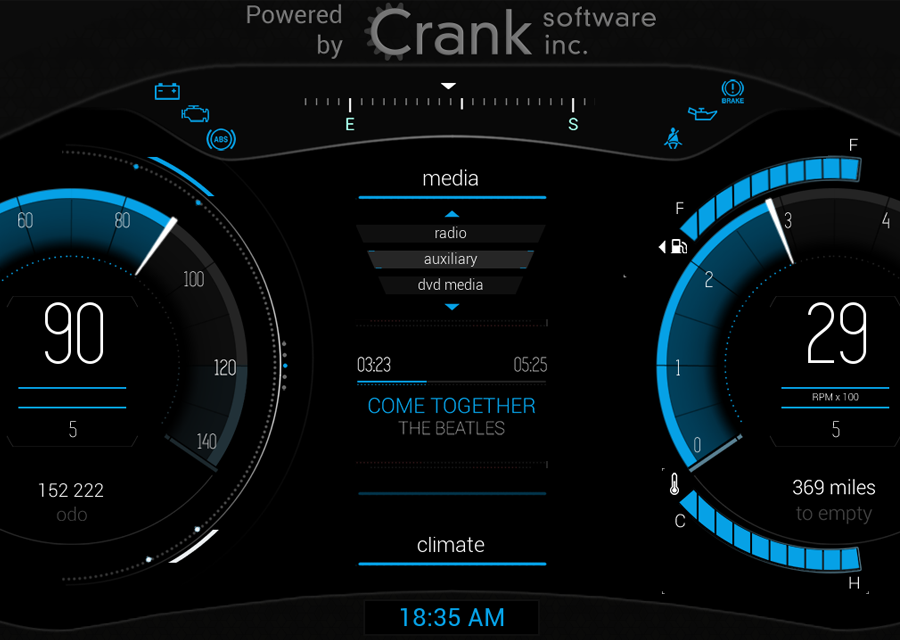 Powered
by
Crank software
inc.
E
S
ABS
BRAKE
60
80
100
120
140
90
5
152 222
odo
media
radio
auxiliary
dvd media
03:23
05:25
COME TOGETHER
THE BEATLES
climate
18:35 AM
F
F
4
3
2
1
0
29
RPM x 100
5
369 miles
to empty
C
H